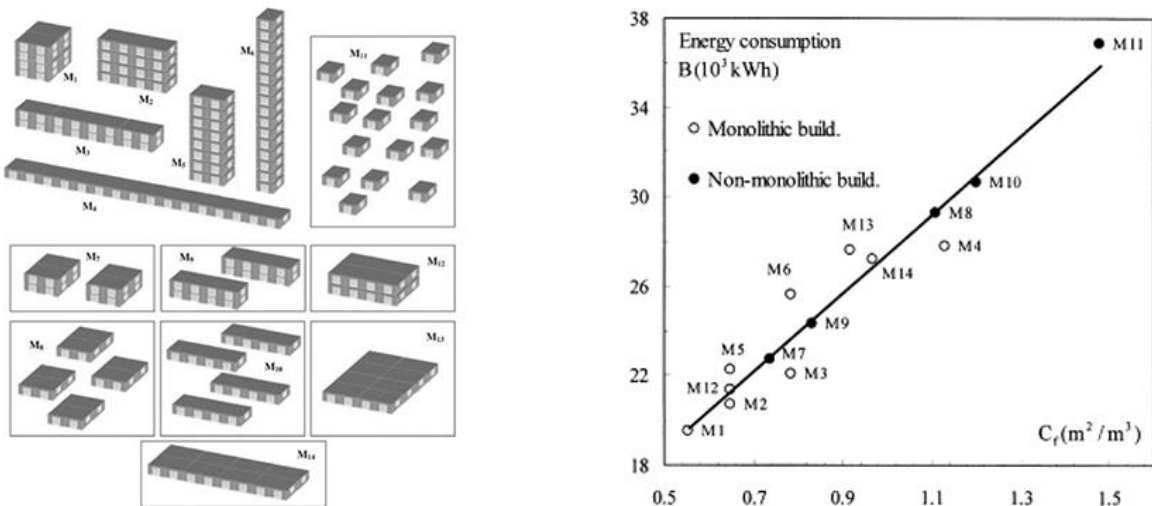 M₁
M₂
M₃
M₄
M₅
M₆
M₁₁
M₇
M₉
M₁₂
M₈
M₁₀
M₁₃
M₁₄
38
34
30
26
22
18
Energy consumption
B(10³ kWh)
Monolithic build.
Non-monolithic build.
M11
M10
M8
M13
M4
M14
M6
M9
M5
M7
M3
M12
M2
M1
C_f (m² / m³)
0.5 0.7 0.9 1.1 1.3 1.5